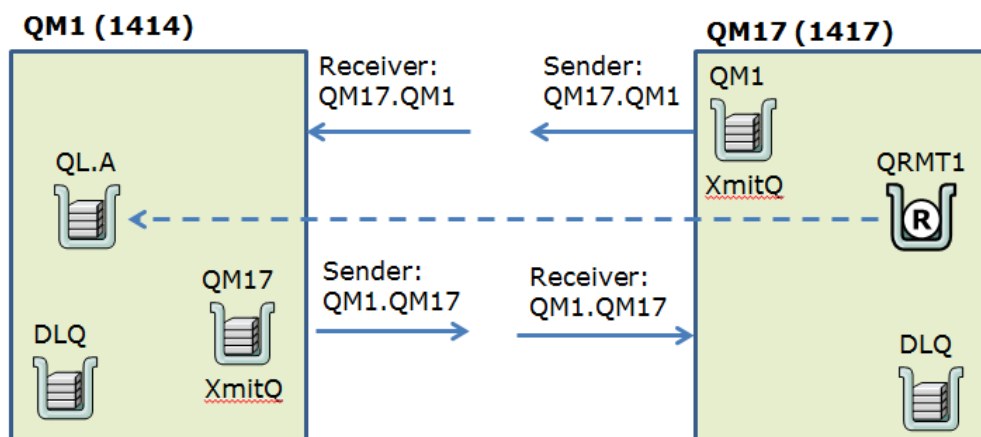 QM1 (1414)
QM17 (1417)
Receiver:
QM17.QM1
Sender:
QM17.QM1
QM1
XmitQ
QL.A
QRMT1
R
QM17
XmitQ
Sender:
QM1.QM17
Receiver:
QM1.QM17
DLQ
DLQ